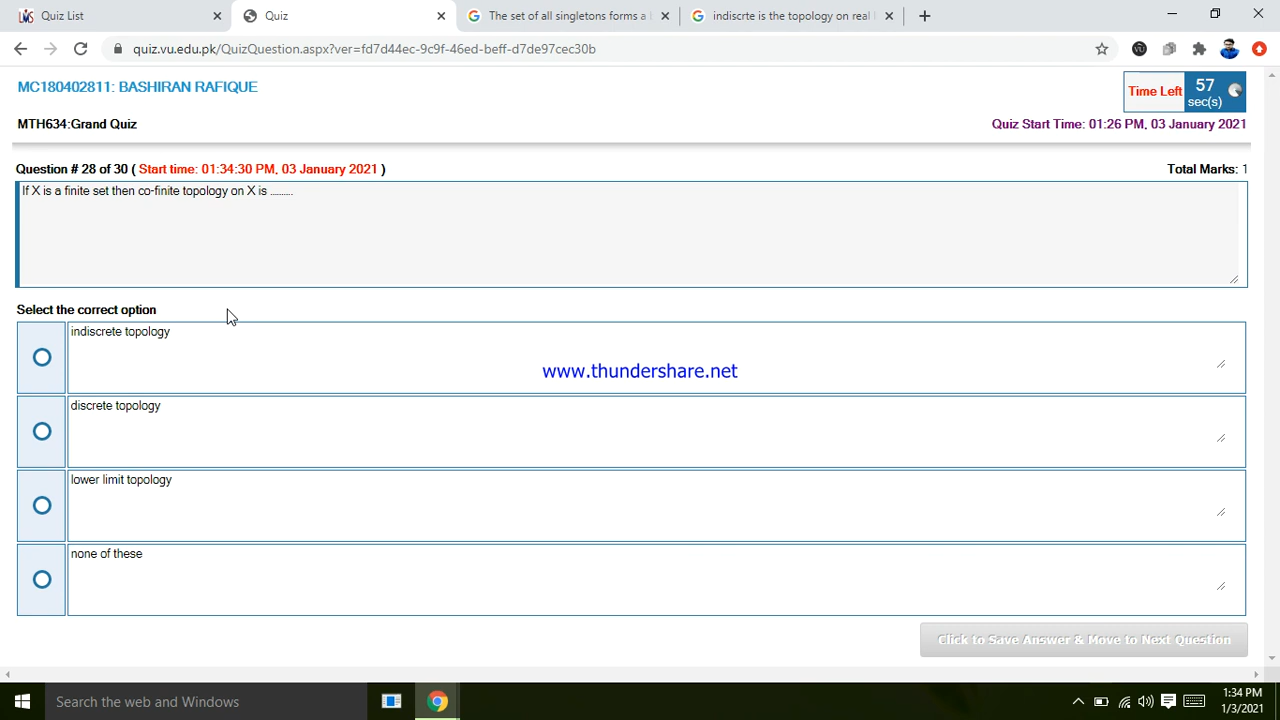 Quiz List
Quiz
The set of all singletons forms a
indiscrte is the topology on real
quiz.vu.edu.pk/QuizQuestion.aspx?ver=fd7d44ec-9c9f-46ed-beff-d7de97cec30b
MC180402811: BASHIRAN RAFIQUE
Time Left 57 sec(s)
MTH634:Grand Quiz
Quiz Start Time: 01:26 PM, 03 January 2021
Question # 28 of 30 ( Start time: 01:34:30 PM, 03 January 2021 )
Total Marks: 1
If X is a finite set then co-finite topology on X is ..........
Select the correct option
indiscrete topology
www.thundershare.net
discrete topology
lower limit topology
none of these
Click to Save Answer & Move to Next Question
Search the web and Windows
1:34 PM
1/3/2021